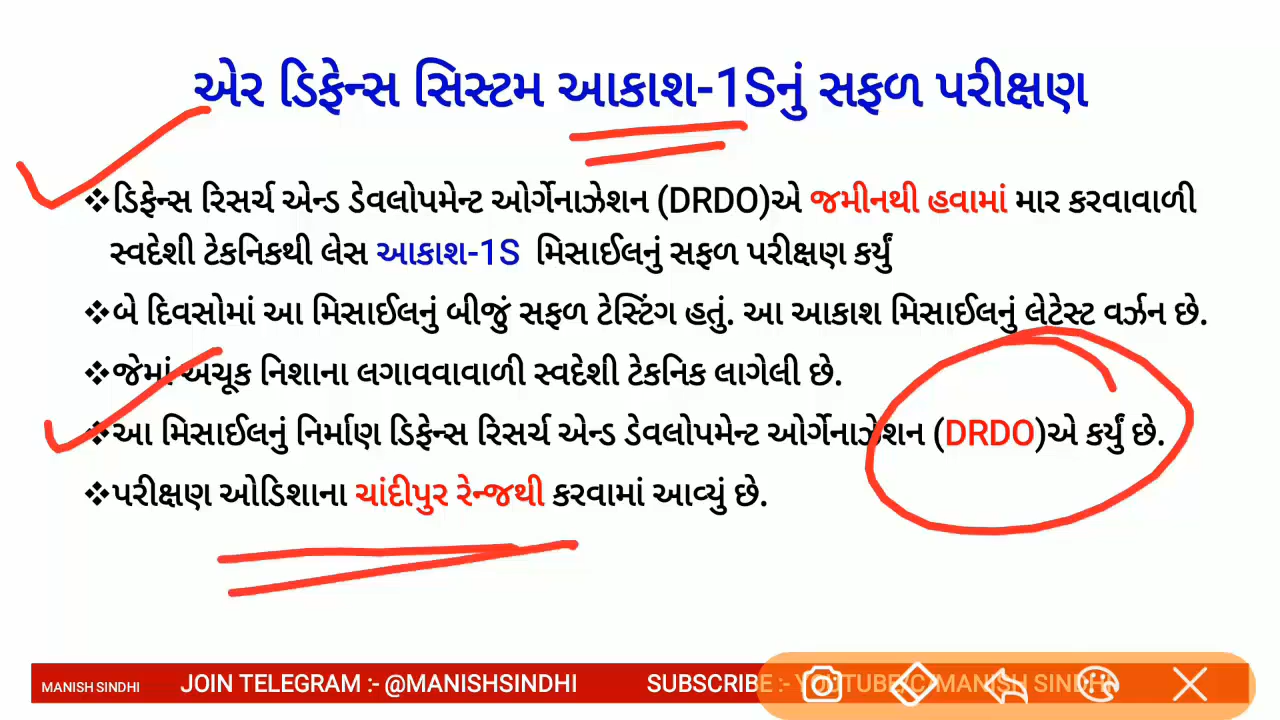 એર ડિફેન્સ સિસ્ટમ આકાશ-1Sનું સફળ પરીક્ષણ
❖ડિફેન્સ રિસર્ચ એન્ડ ડેવલોપમેન્ટ ઓર્ગેનાઝેશન (DRDO)એ જમીનથી હવામાં માર કરવાવાળી
સ્વદેશી ટેકનિકથી લેસ આકાશ-1S મિસાઈલનું સફળ પરીક્ષણ કર્યું
❖બે દિવસોમાં આ મિસાઈલનું બીજું સફળ ટેસ્ટિંગ હતું. આ આકાશ મિસાઈલનું લેટેસ્ટ વર્ઝન છે.
❖જેમાં અચૂક નિશાના લગાવવાવાળી સ્વદેશી ટેકનિક લાગેલી છે.
❖આ મિસાઈલનું નિર્માણ ડિફેન્સ રિસર્ચ એન્ડ ડેવલોપમેન્ટ ઓર્ગેનાઝેશન (DRDO)એ કર્યું છે.
❖પરીક્ષણ ઓડિશાના ચાંદીપુર રેન્જથી કરવામાં આવ્યું છે.
MANISH SINDHI JOIN TELEGRAM :- @MANISHSINDHI SUBSCRIBE :- YOUTUBE/C/MANISH SINDHI